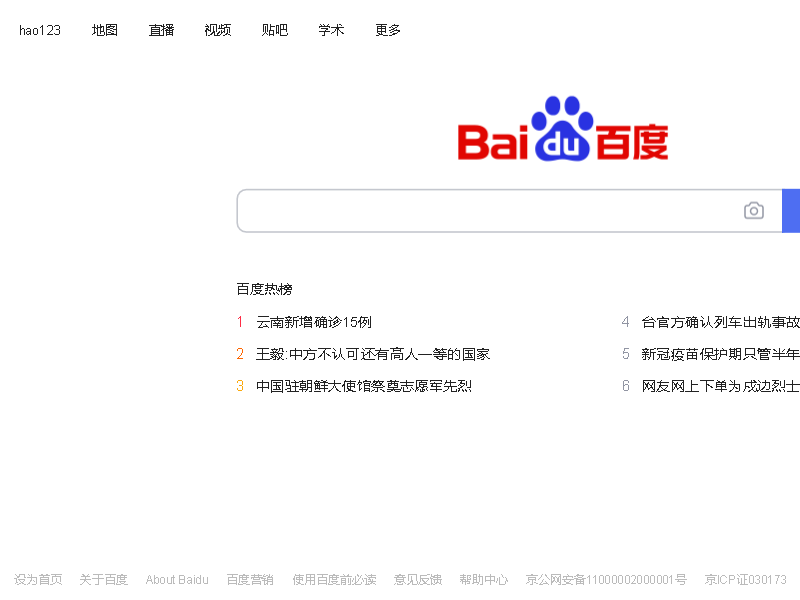 hao123 地图 直播 视频 贴吧 学术 更多
Bai du 百度
百度热榜
1 云南新增确诊15例
4 台官方确认列车出轨事故
2 王毅:中方不认可还有高人一等的国家
5 新冠疫苗保护期只管半年
3 中国驻朝鲜大使馆祭奠志愿军先烈
6 网友网上下单为戍边烈士
设为首页 关于百度 About Baidu 百度营销 使用百度前必读 意见反馈 帮助中心 京公网安备11000002000001号 京ICP证030173